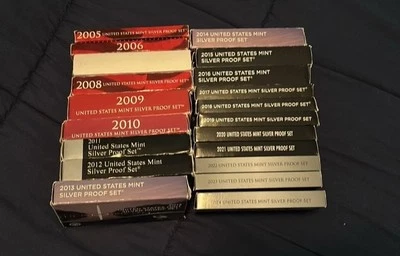 2005 UNITED STATES MINT SILVER PROOF SET
2006
2008 UNITED STATES MINT SILVER PROOF SET
2009
UNITED STATES MINT SILVER PROOF SET
2010
UNITED STATES MINT SILVER PROOF SET
2011
United States Mint
Silver Proof Set™
2012 United States Mint
Silver Proof Set®
2013 UNITED STATES MINT
SILVER PROOF SET®
2014 UNITED STATES MINT
SILVER PROOF SET®
2015 UNITED STATES MINT
SILVER PROOF SET®
2016 UNITED STATES MINT
SILVER PROOF SET®
2017 UNITED STATES MINT SILVER PROOF SET®
2018 UNITED STATES MINT SILVER PROOF SET®
2019 UNITED STATES MINT SILVER PROOF SET
2020 UNITED STATES MINT SILVER PROOF SET
2021 UNITED STATES MINT SILVER PROOF SET
UNITED STATES MINT SILVER PROOF SET
UNITED STATES MINT SILVER PROOF SET
UNITED STATES MINT SILVER PROOF SET